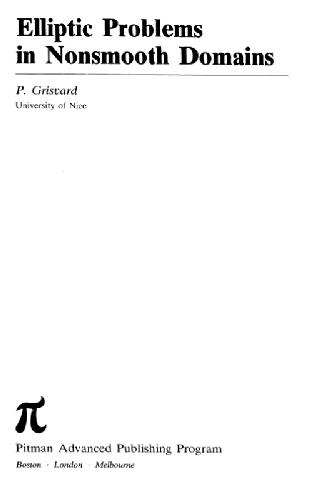 Elliptic Problems
in Nonsmooth Domains
P. Grisvard
University of Nice
π
Pitman Advanced Publishing Program
Boston · London · Melbourne